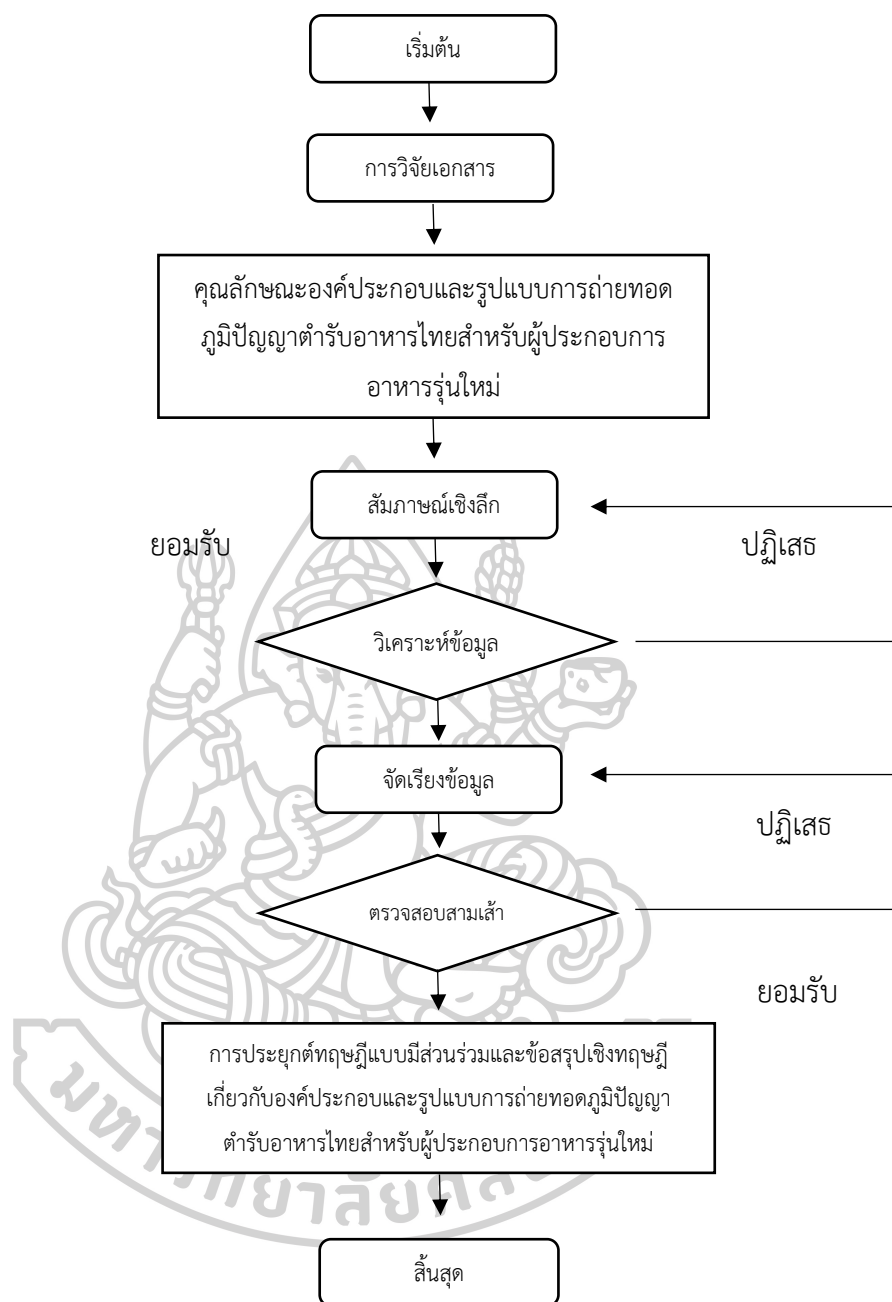 เริ่มต้น
การวิจัยเอกสาร
คุณลักษณะองค์ประกอบและรูปแบบการถ่ายทอด
ภูมิปัญญาตำรับอาหารไทยสำหรับผู้ประกอบการ
อาหารรุ่นใหม่
สัมภาษณ์เชิงลึก
ยอมรับ
ปฏิเสธ
วิเคราะห์ข้อมูล
จัดเรียงข้อมูล
ปฏิเสธ
ตรวจสอบสามเส้า
ยอมรับ
การประยุกต์ทฤษฎีแบบมีส่วนร่วมและข้อสรุปเชิงทฤษฎี
เกี่ยวกับองค์ประกอบและรูปแบบการถ่ายทอดภูมิปัญญา
ตำรับอาหารไทยสำหรับผู้ประกอบการอาหารรุ่นใหม่
สิ้นสุด